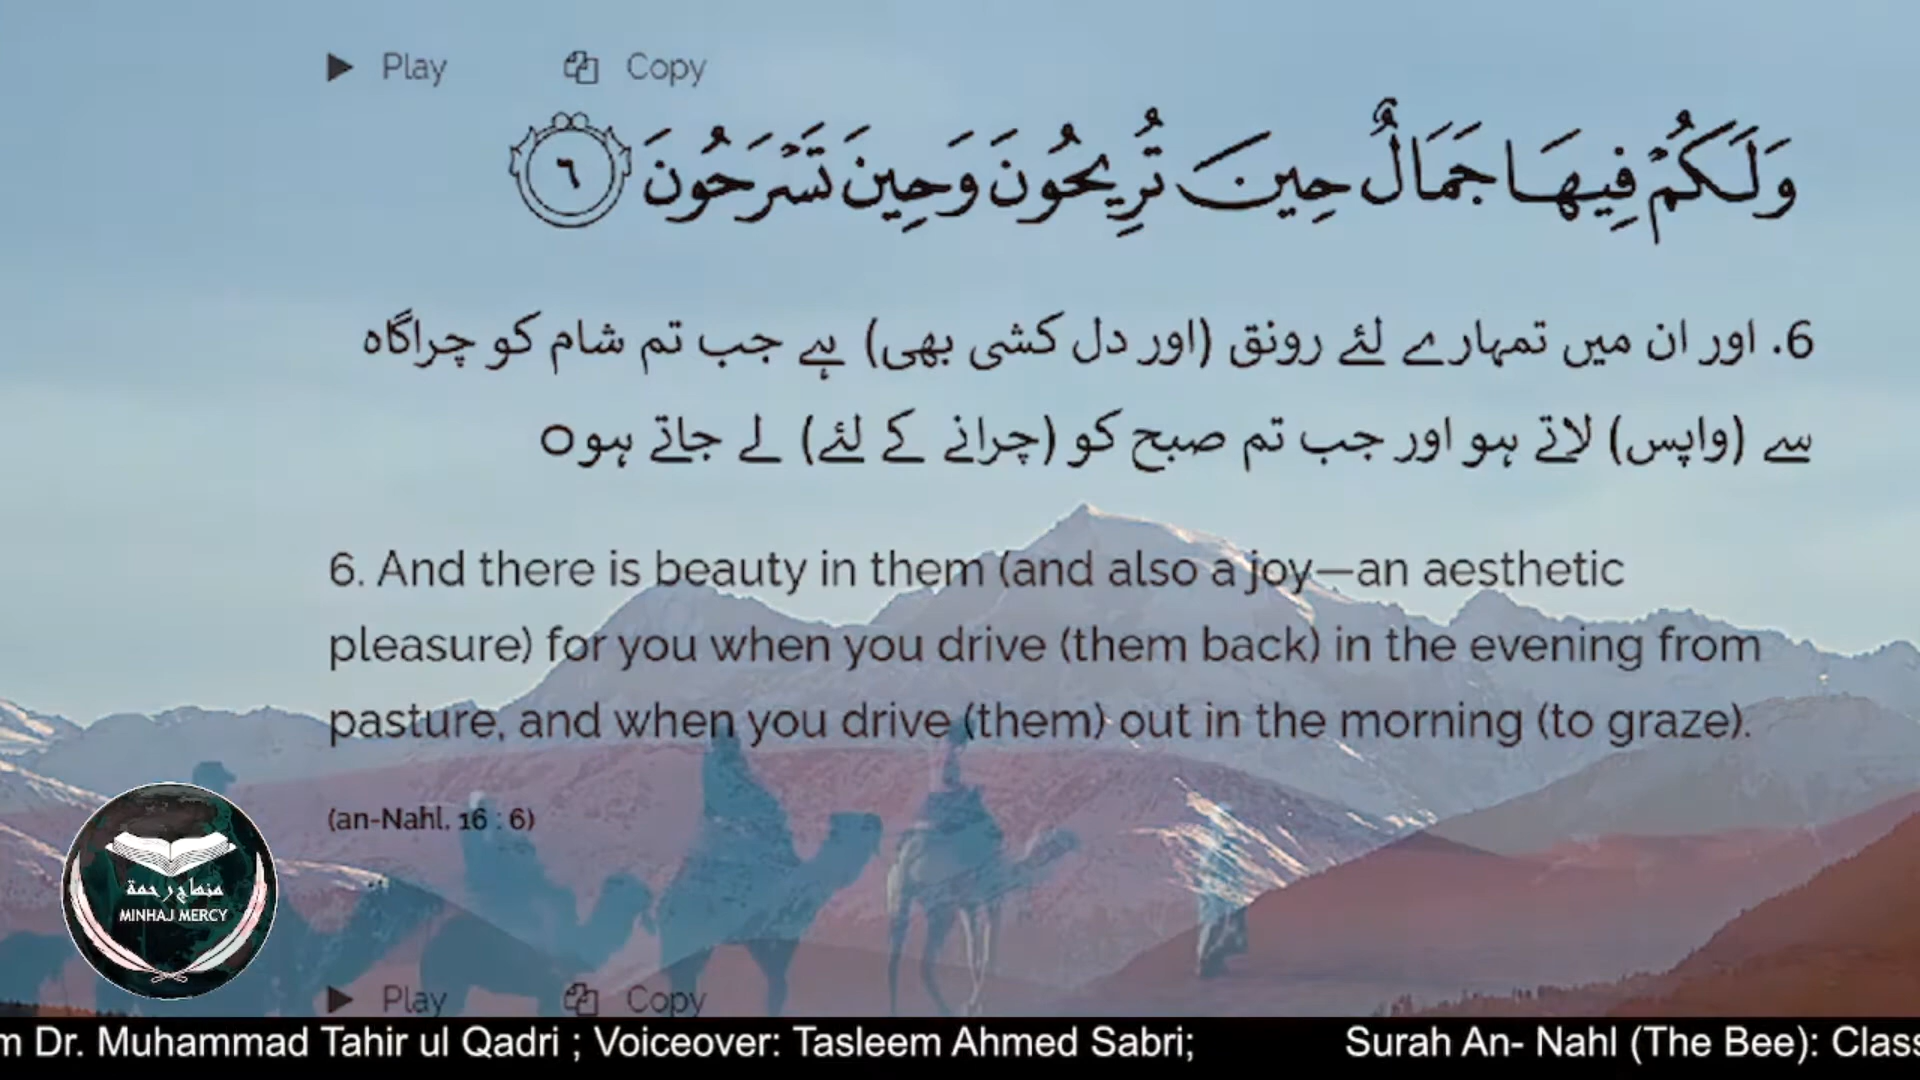 Play Copy
وَلَكُمْ فِيهَا جَمَالٌ حِينَ تُرِيحُونَ وَحِينَ تَسْرَحُونَ ٦
6. اور ان میں تمہارے لئے رونق (اور دل کشی بھی) ہے جب تم شام کو چراگاہ
سے (واپس) لاتے ہو اور جب تم صبح کو (چرانے کے لئے) لے جاتے ہوo
6. And there is beauty in them (and also a joy—an aesthetic
pleasure) for you when you drive (them back) in the evening from
pasture, and when you drive (them) out in the morning (to graze).
(an-Nahl, 16 : 6)
منهاج رحمة
MINHAJ MERCY
Play Copy
m Dr. Muhammad Tahir ul Qadri ; Voiceover: Tasleem Ahmed Sabri; Surah An- Nahl (The Bee): Class